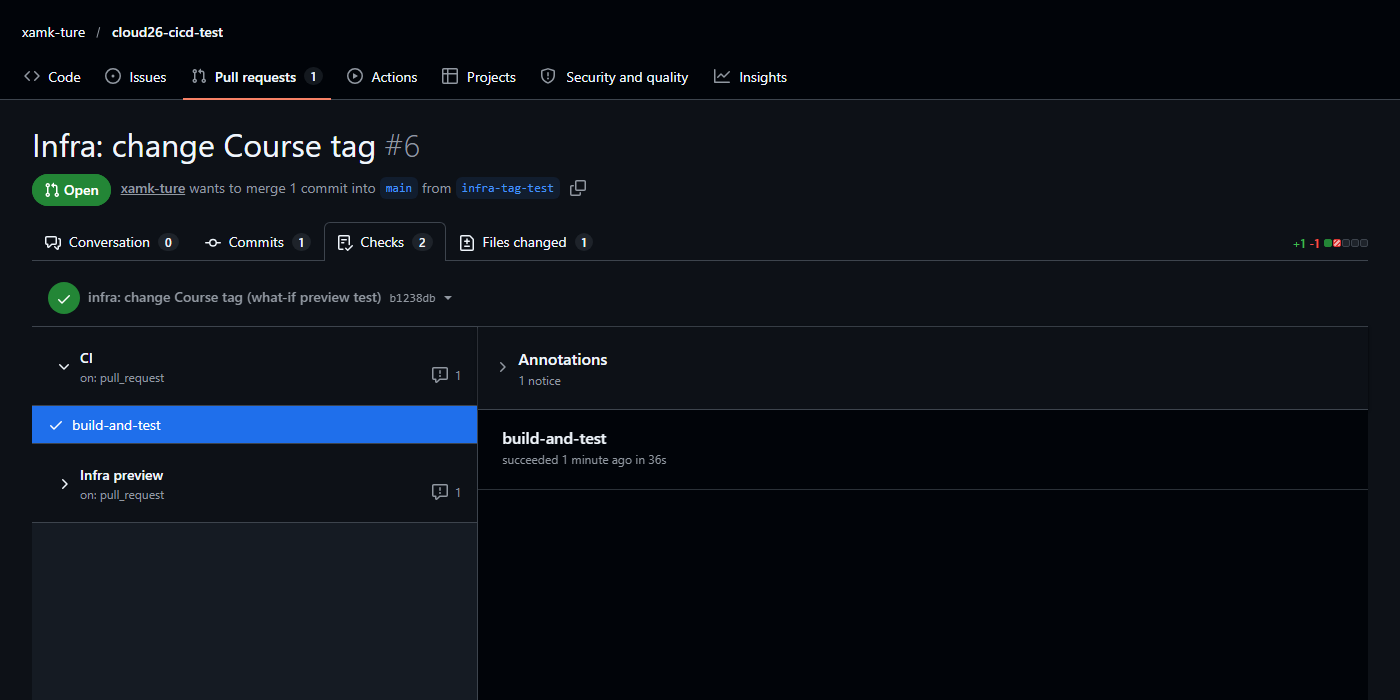 xamk-ture / cloud26-cicd-test
Code Issues Pull requests 1 Actions Projects Security and quality Insights
Infra: change Course tag #6
Open xamk-ture wants to merge 1 commit into main from infra-tag-test
Conversation 0 Commits 1 Checks 2 Files changed 1 +1 -1
infra: change Course tag (what-if preview test) b1238db
CI
on: pull_request 1
build-and-test
Infra preview
on: pull_request 1
Annotations
1 notice
build-and-test
succeeded 1 minute ago in 36s